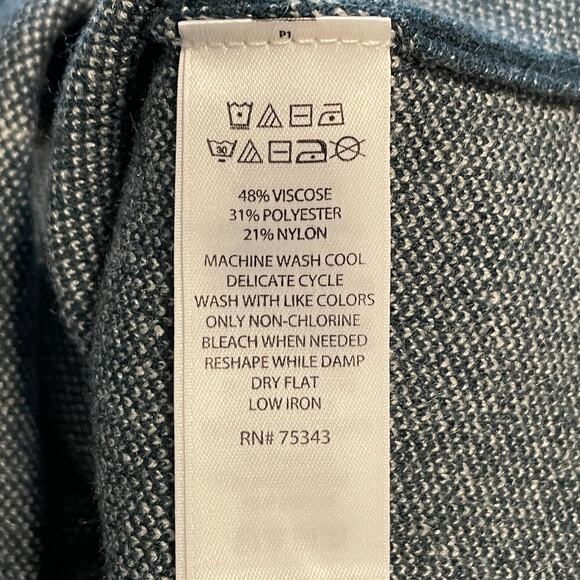 P1
30
48% VISCOSE
31% POLYESTER
21% NYLON
MACHINE WASH COOL
DELICATE CYCLE
WASH WITH LIKE COLORS
ONLY NON-CHLORINE
BLEACH WHEN NEEDED
RESHAPE WHILE DAMP
DRY FLAT
LOW IRON
RN# 75343